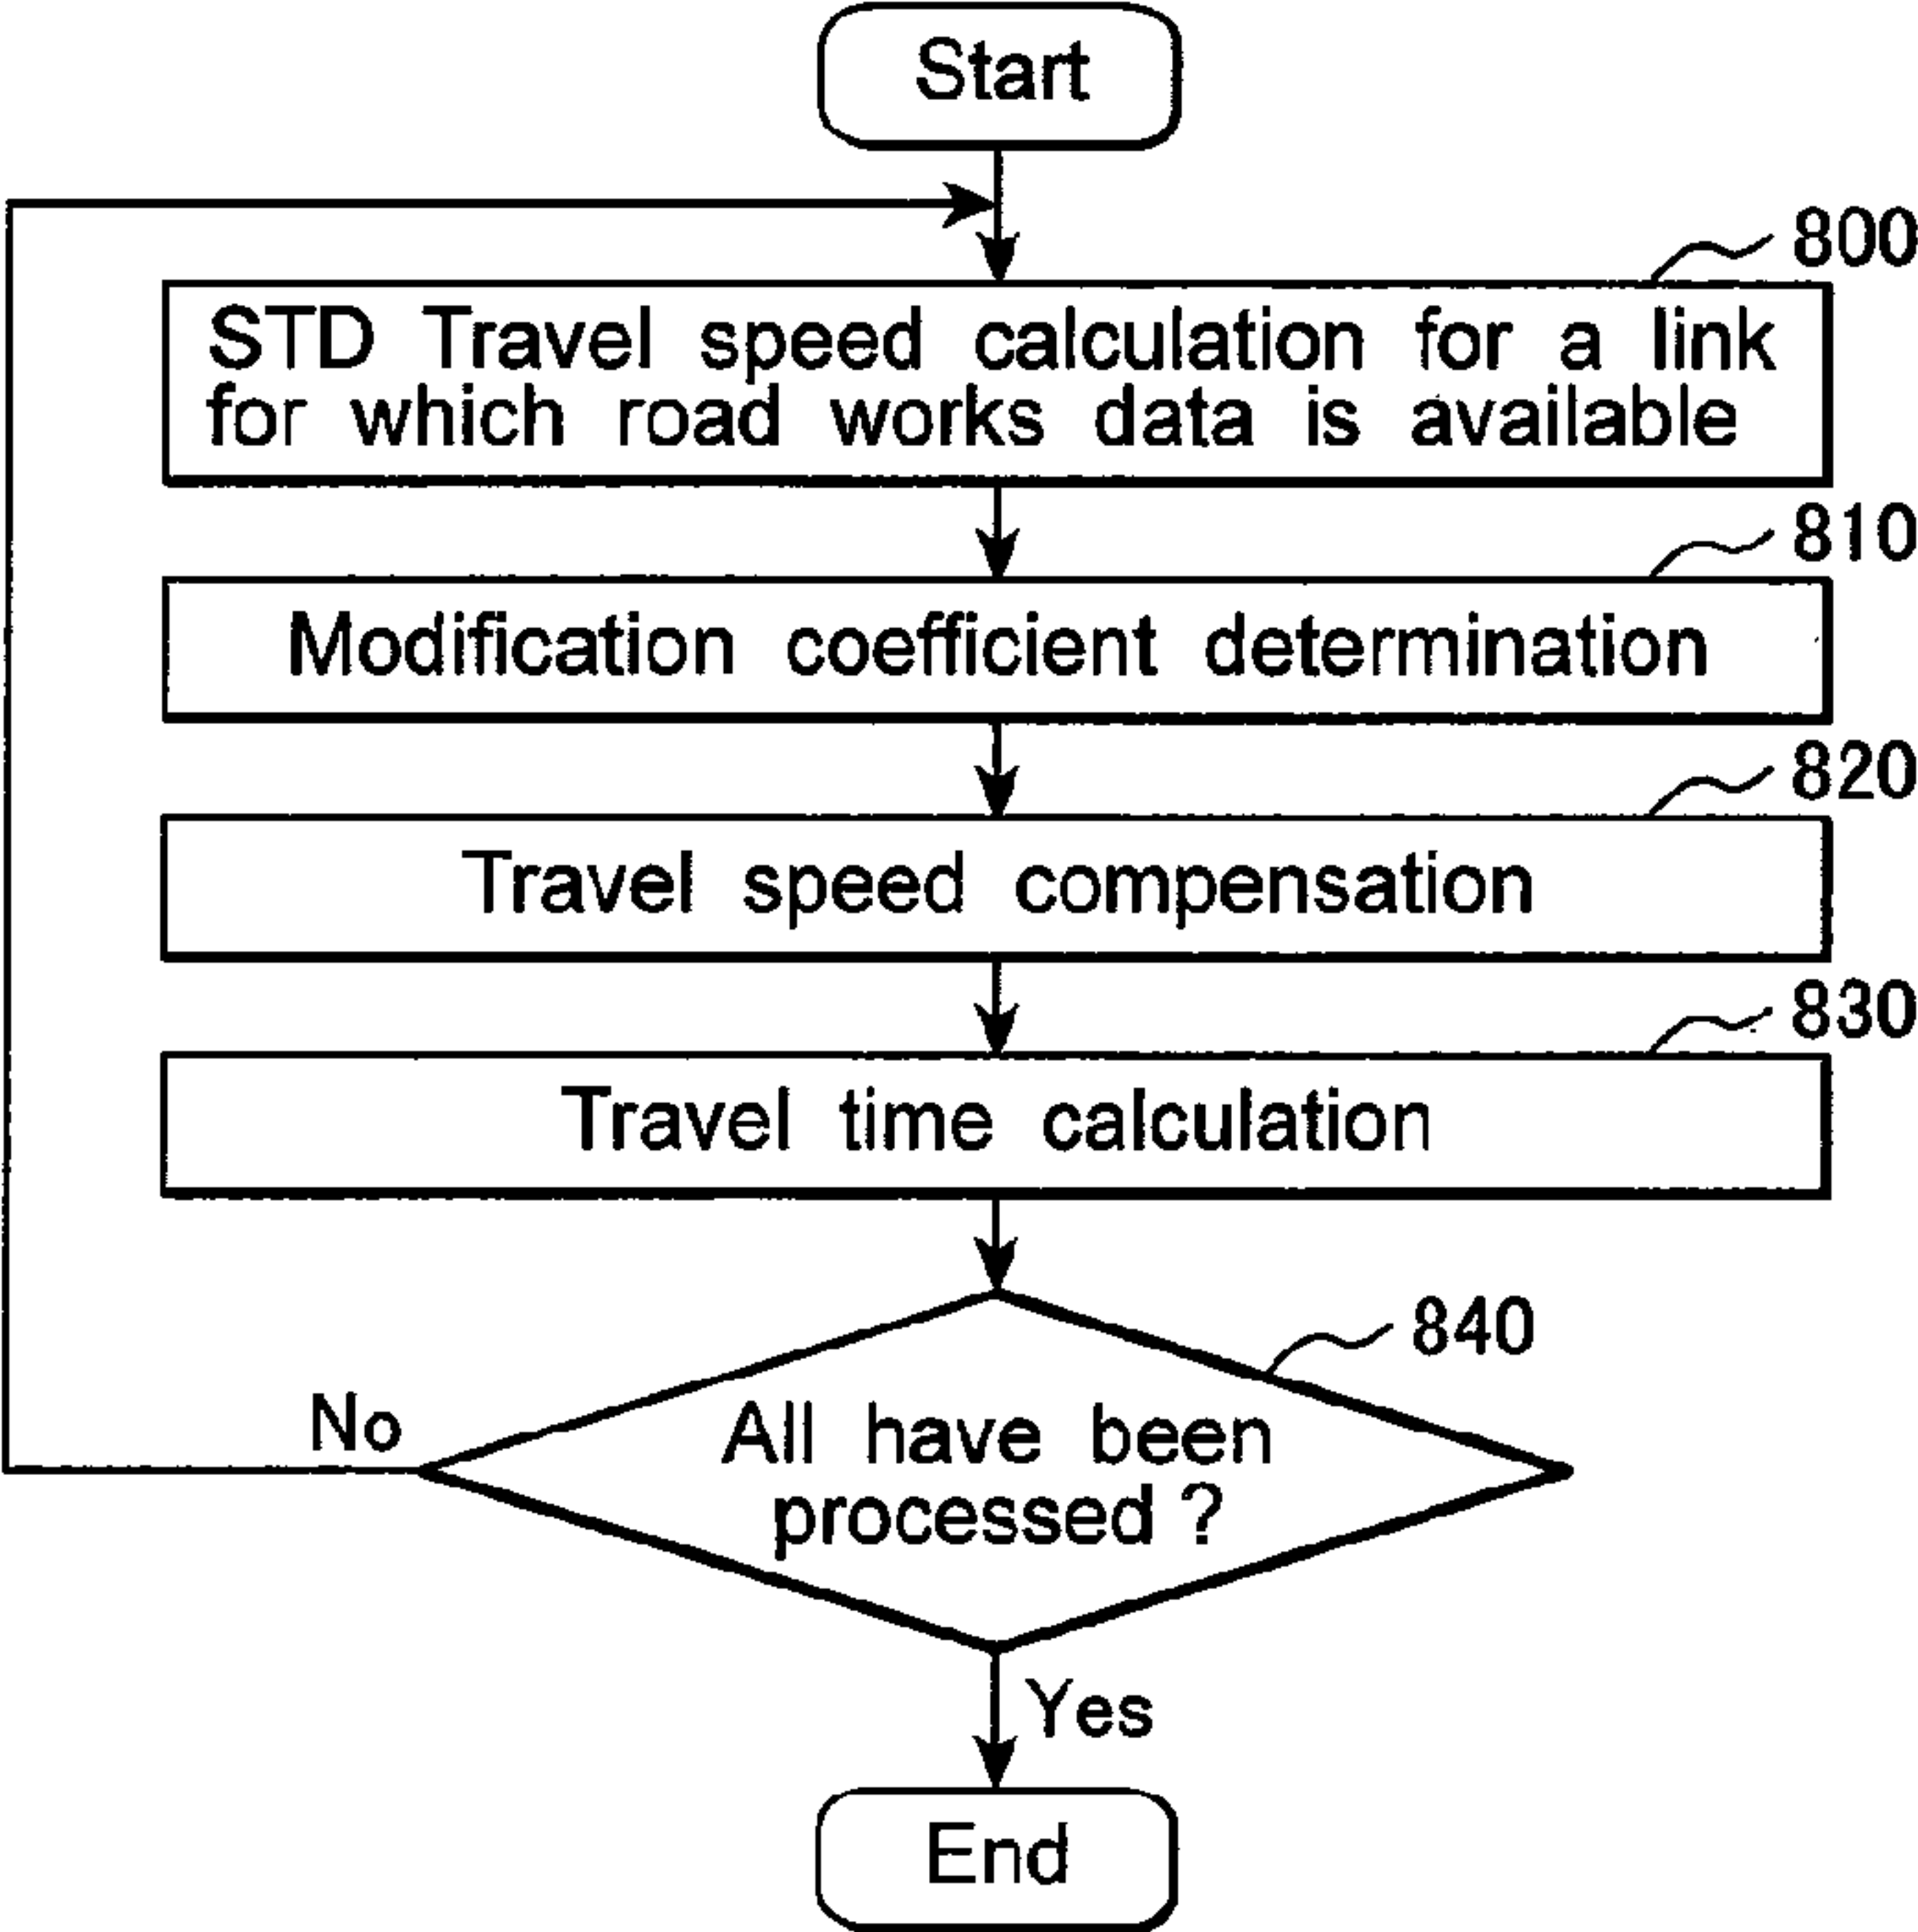 Start
800
STD Travel speed calculation for a link
for which road works data is available
810
Modification coefficient determination
820
Travel speed compensation
830
Travel time calculation
840
No
All have been
processed ?
Yes
End